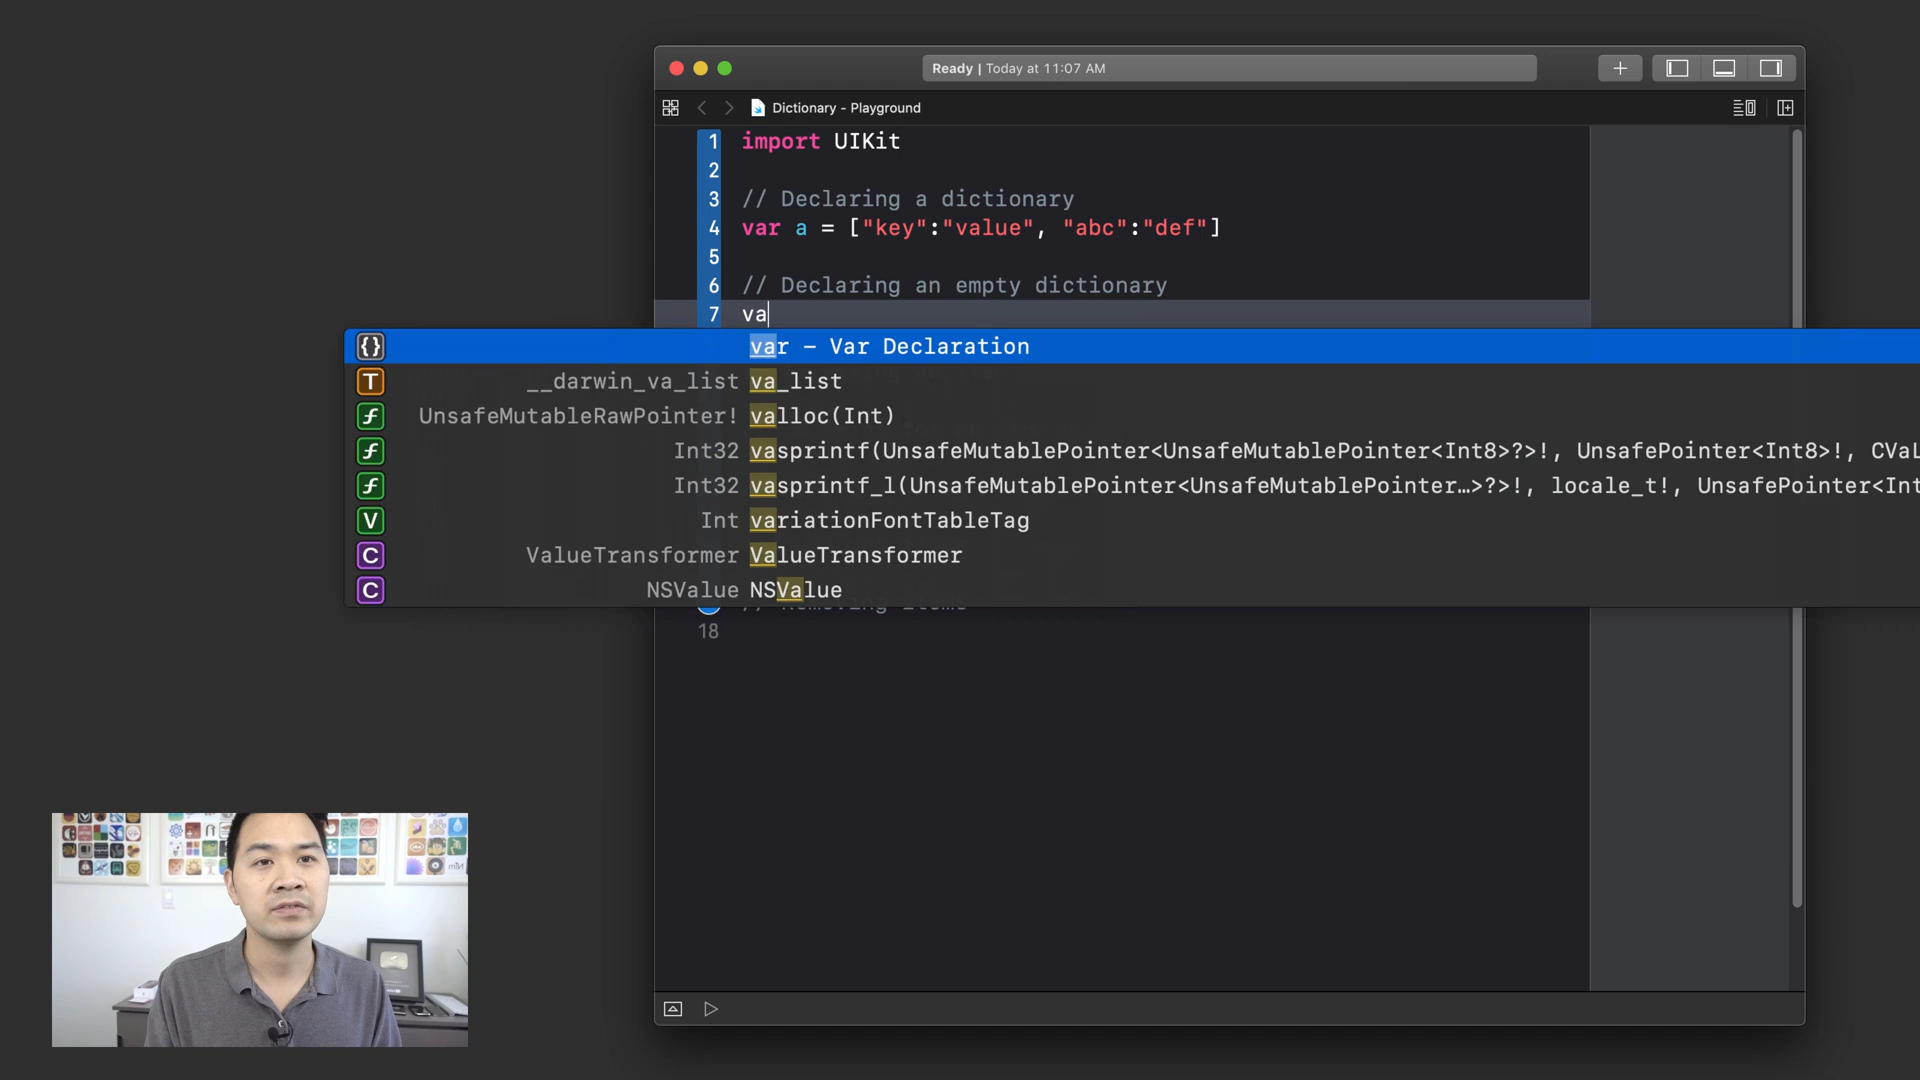 Ready | Today at 11:07 AM
Dictionary - Playground
1 import UIKit
2
3 // Declaring a dictionary
4 var a = ["key":"value", "abc":"def"]
5
6 // Declaring an empty dictionary
7 va
{} var – Var Declaration
T __darwin_va_list va_list
f UnsafeMutableRawPointer! valloc(Int)
f Int32 vasprintf(UnsafeMutablePointer<UnsafeMutablePointer<Int8>?>!, UnsafePointer<Int8>!, CVaL
f Int32 vasprintf_l(UnsafeMutablePointer<UnsafeMutablePointer…>?>!, locale_t!, UnsafePointer<Int
V Int variationFontTableTag
C ValueTransformer ValueTransformer
C NSValue NSValue
// Removing items
18